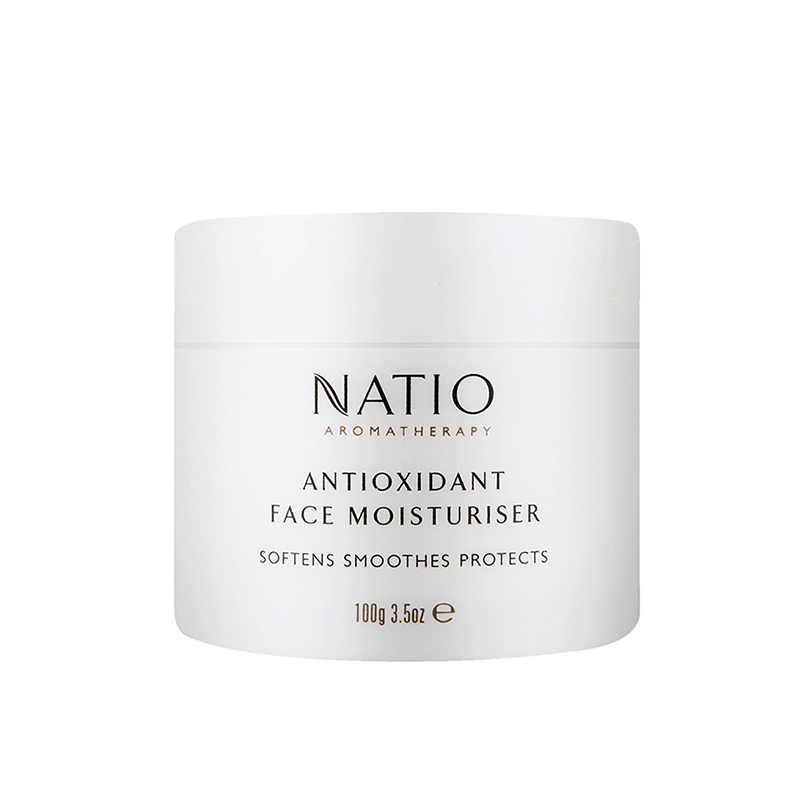 NATIO
AROMATHERAPY
ANTIOXIDANT
FACE MOISTURISER
SOFTENS SMOOTHES PROTECTS
100g 3.5oz ℮